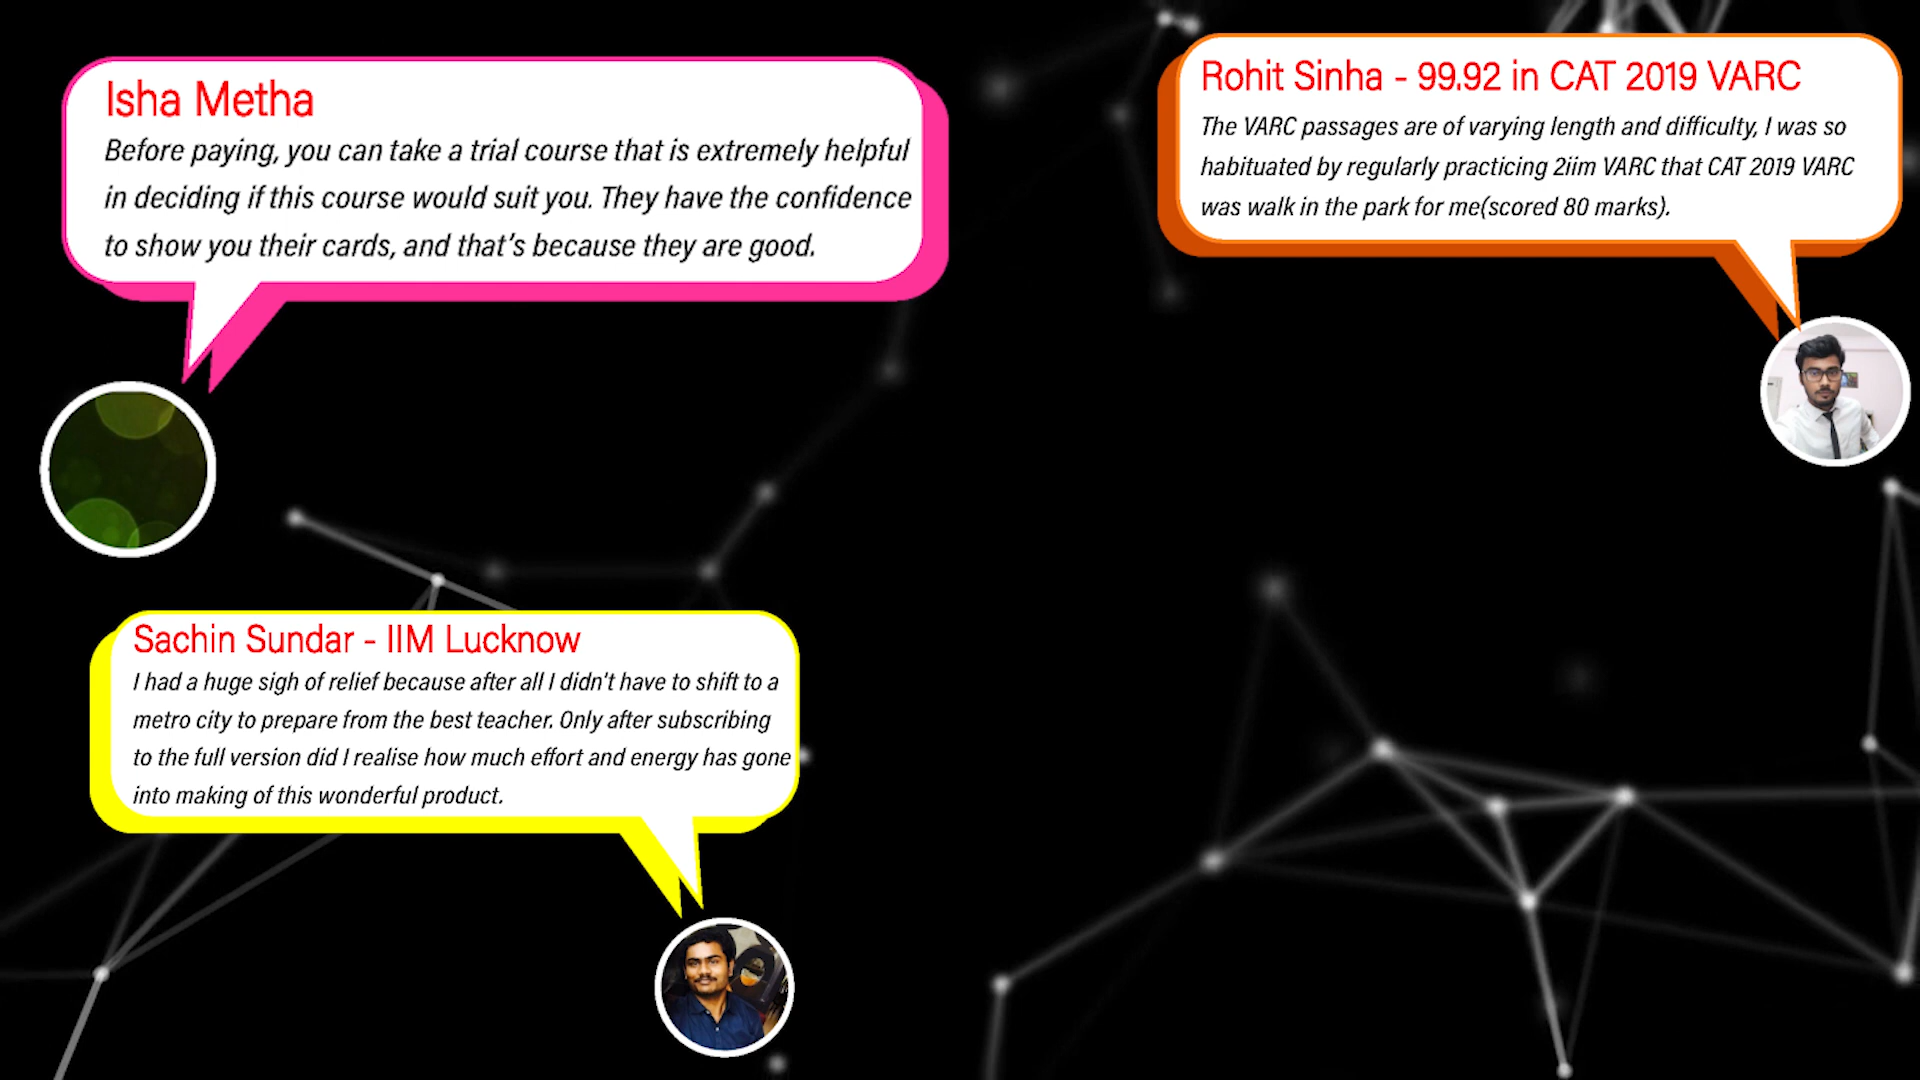 Isha Metha
Before paying, you can take a trial course that is extremely helpful
in deciding if this course would suit you. They have the confidence
to show you their cards, and that's because they are good.
Rohit Sinha - 99.92 in CAT 2019 VARC
The VARC passages are of varying length and difficulty, I was so
habituated by regularly practicing 2iim VARC that CAT 2019 VARC
was walk in the park for me(scored 80 marks).
Sachin Sundar - IIM Lucknow
I had a huge sigh of relief because after all I didn't have to shift to a
metro city to prepare from the best teacher. Only after subscribing
to the full version did I realise how much effort and energy has gone
into making of this wonderful product.